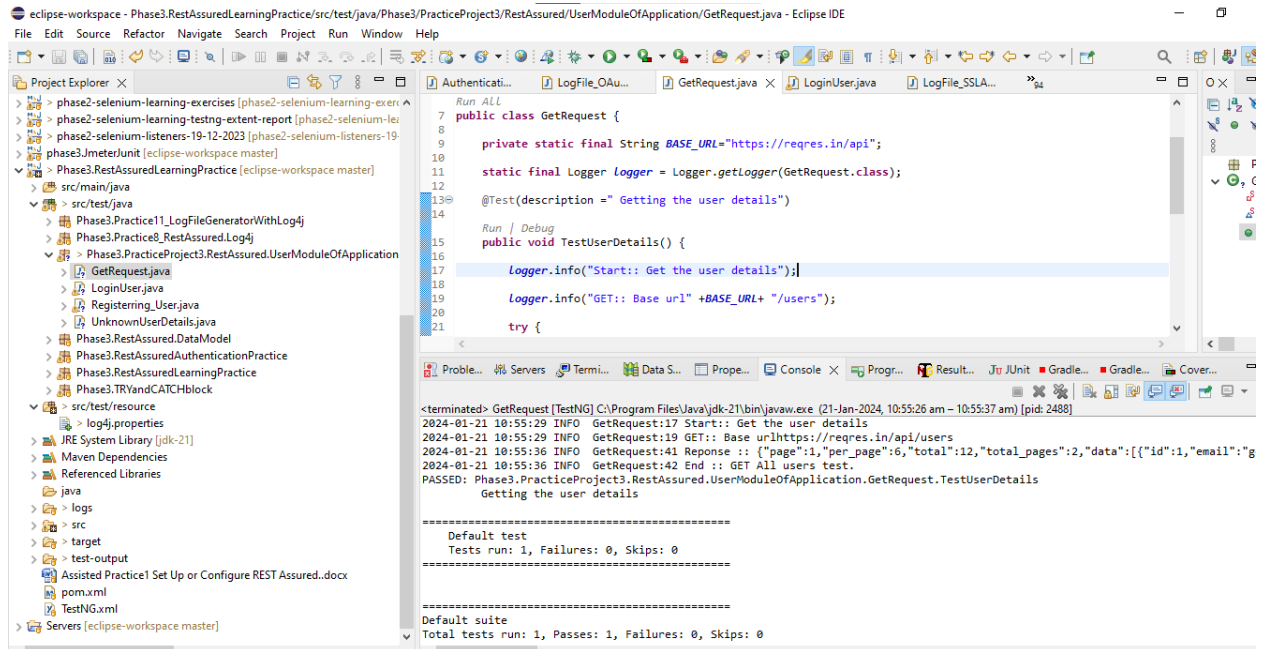 eclipse-workspace - Phase3.RestAssuredLearningPractice/src/test/java/Phase3/PracticeProject3/RestAssured/UserModuleOfApplication/GetRequest.java - Eclipse IDE
File Edit Source Refactor Navigate Search Project Run Window Help
Project Explorer
> phase2-selenium-learning-exercises [phase2-selenium-learning-exerc
> phase2-selenium-learning-testng-extent-report [phase2-selenium-lea
> phase2-selenium-listeners-19-12-2023 [phase2-selenium-listeners-19-
phase3.JmeterJunit [eclipse-workspace master]
> Phase3.RestAssuredLearningPractice [eclipse-workspace master]
src/main/java
> src/test/java
Phase3.Practice11_LogFileGeneratorWithLog4j
Phase3.Practice8_RestAssured.Log4j
> Phase3.PracticeProject3.RestAssured.UserModuleOfApplication
GetRequest.java
LoginUser.java
Registerring_User.java
UnknownUserDetails.java
Phase3.RestAssured.DataModel
Phase3.RestAssuredAuthenticationPractice
Phase3.RestAssuredLearningPractice
Phase3.TRYandCATCHblock
> src/test/resource
> log4j.properties
JRE System Library [jdk-21]
Maven Dependencies
Referenced Libraries
java
> logs
> src
> target
> test-output
Assisted Practice1 Set Up or Configure REST Assured..docx
pom.xml
TestNG.xml
Servers [eclipse-workspace master]
Authenticati... LogFile_OAu... GetRequest.java LoginUser.java LogFile_SSLA... »94
Run All
7 public class GetRequest {
8
9 private static final String BASE_URL="https://reqres.in/api";
10
11 static final Logger logger = Logger.getLogger(GetRequest.class);
12
13 @Test(description =" Getting the user details")
14
Run | Debug
15 public void TestUserDetails() {
16
17 logger.info("Start:: Get the user details");
18
19 logger.info("GET:: Base url" +BASE_URL+ "/users");
20
21 try {
Proble... Servers Termi... Data S... Prope... Console Progr... Result... JUnit Gradle... Gradle... Cover...
<terminated> GetRequest [TestNG] C:\Program Files\Java\jdk-21\bin\javaw.exe (21-Jan-2024, 10:55:26 am – 10:55:37 am) [pid: 2488]
2024-01-21 10:55:29 INFO GetRequest:17 Start:: Get the user details
2024-01-21 10:55:29 INFO GetRequest:19 GET:: Base urlhttps://reqres.in/api/users
2024-01-21 10:55:36 INFO GetRequest:41 Reponse :: {"page":1,"per_page":6,"total":12,"total_pages":2,"data":[{"id":1,"email":"g
2024-01-21 10:55:36 INFO GetRequest:42 End :: GET All users test.
PASSED: Phase3.PracticeProject3.RestAssured.UserModuleOfApplication.GetRequest.TestUserDetails
Getting the user details
===============================================
Default test
Tests run: 1, Failures: 0, Skips: 0
===============================================
===============================================
Default suite
Total tests run: 1, Passes: 1, Failures: 0, Skips: 0